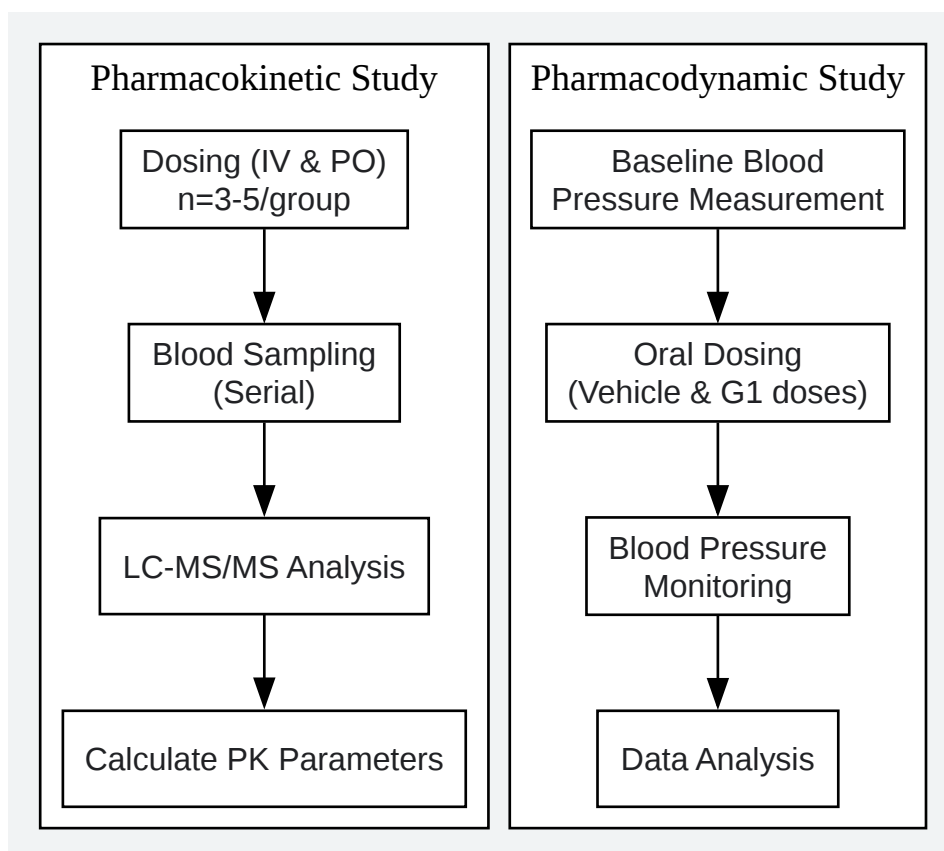 Pharmacokinetic Study
Dosing (IV & PO)
n=3-5/group
Blood Sampling
(Serial)
LC-MS/MS Analysis
Calculate PK Parameters
Pharmacodynamic Study
Baseline Blood
Pressure Measurement
Oral Dosing
(Vehicle & G1 doses)
Blood Pressure
Monitoring
Data Analysis